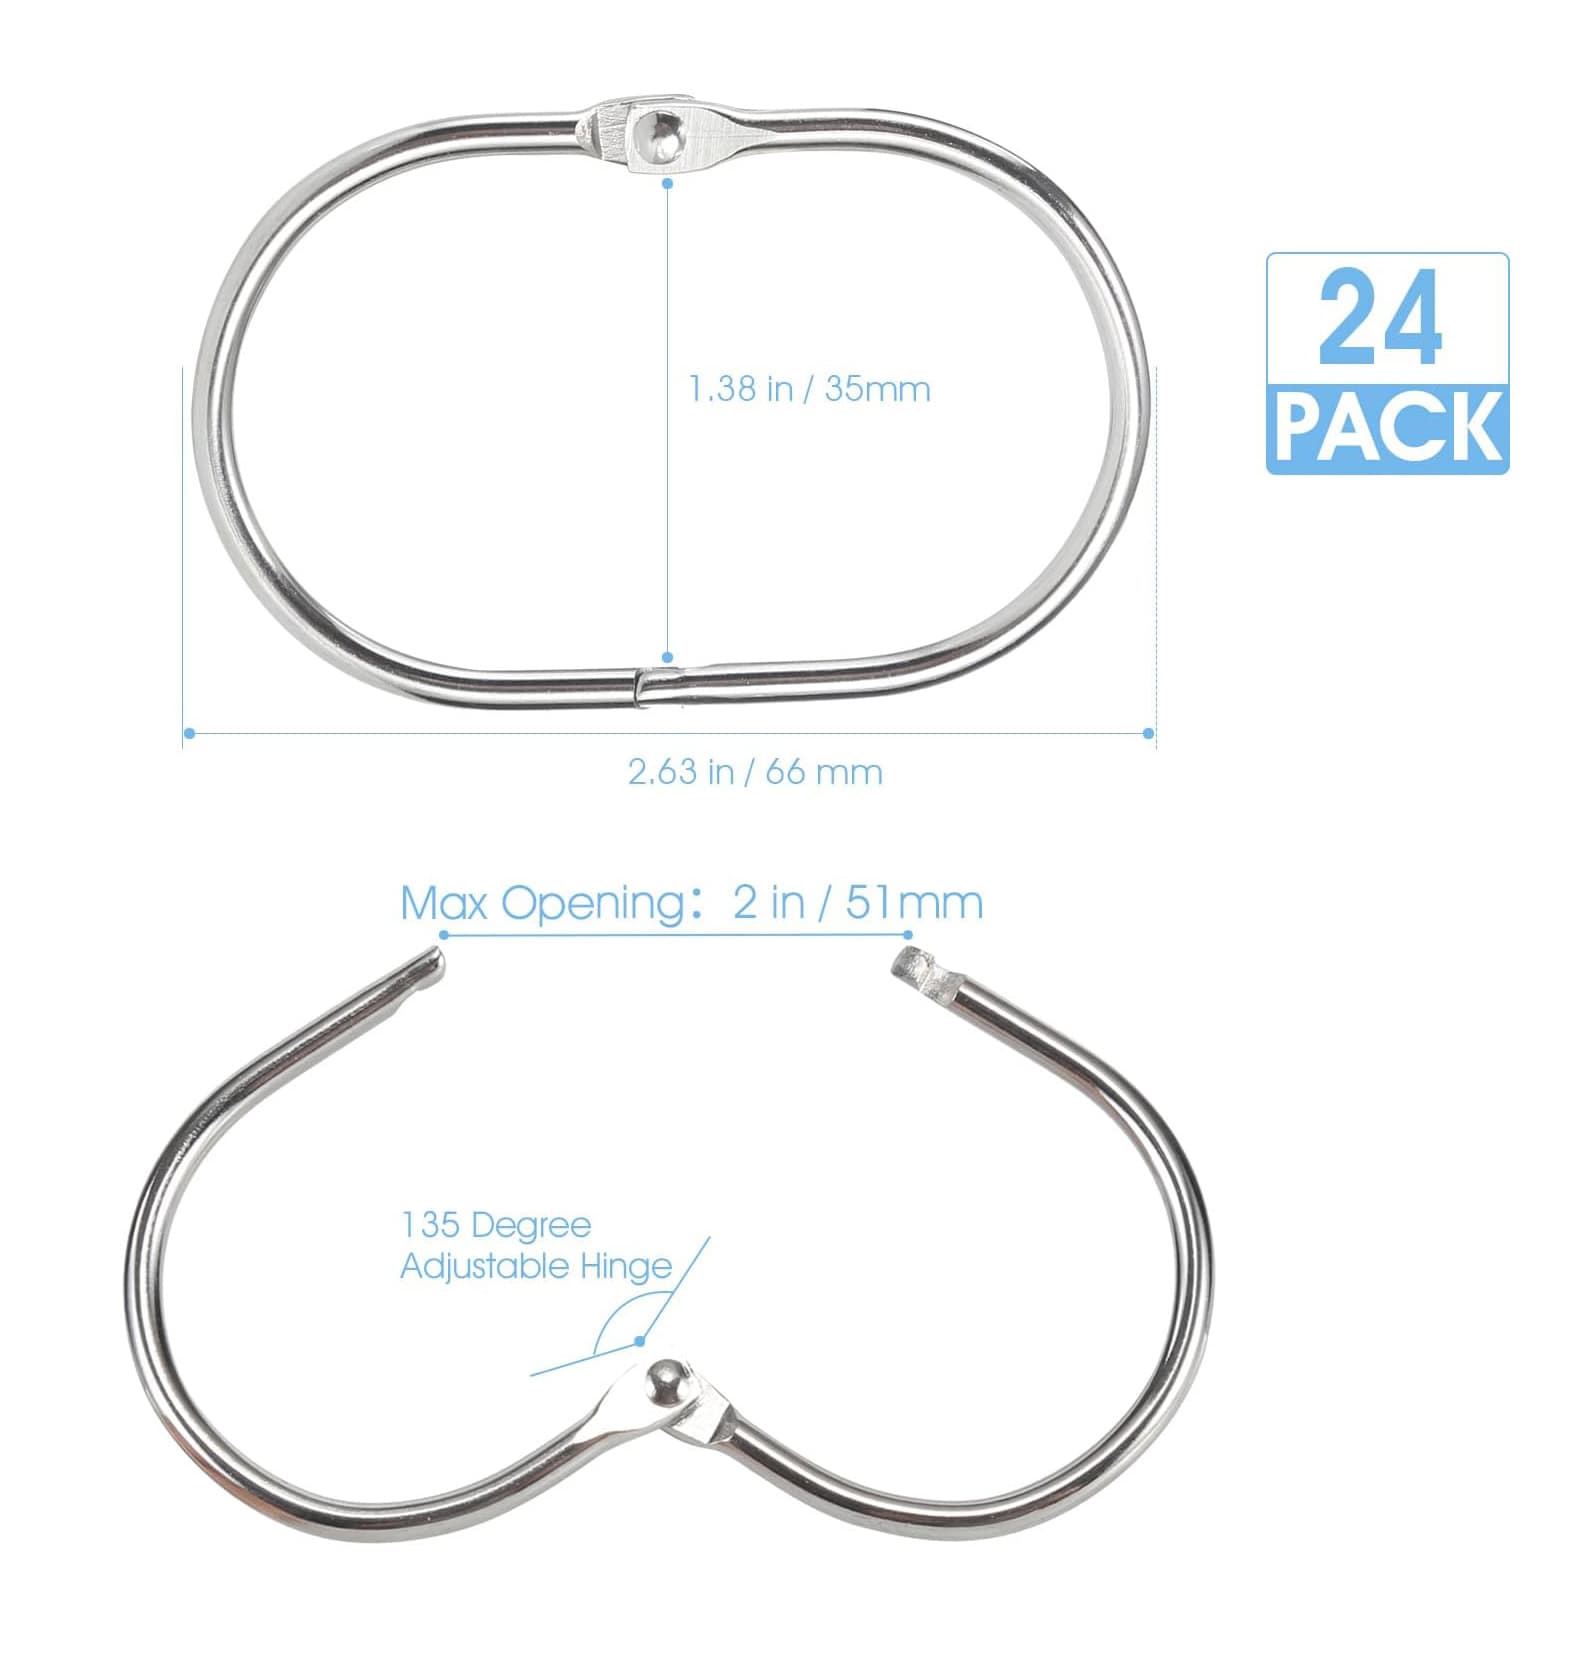 24
PACK
1.38 in / 35mm
2.63 in / 66 mm
Max Opening: 2 in / 51mm
135 Degree
Adjustable Hinge